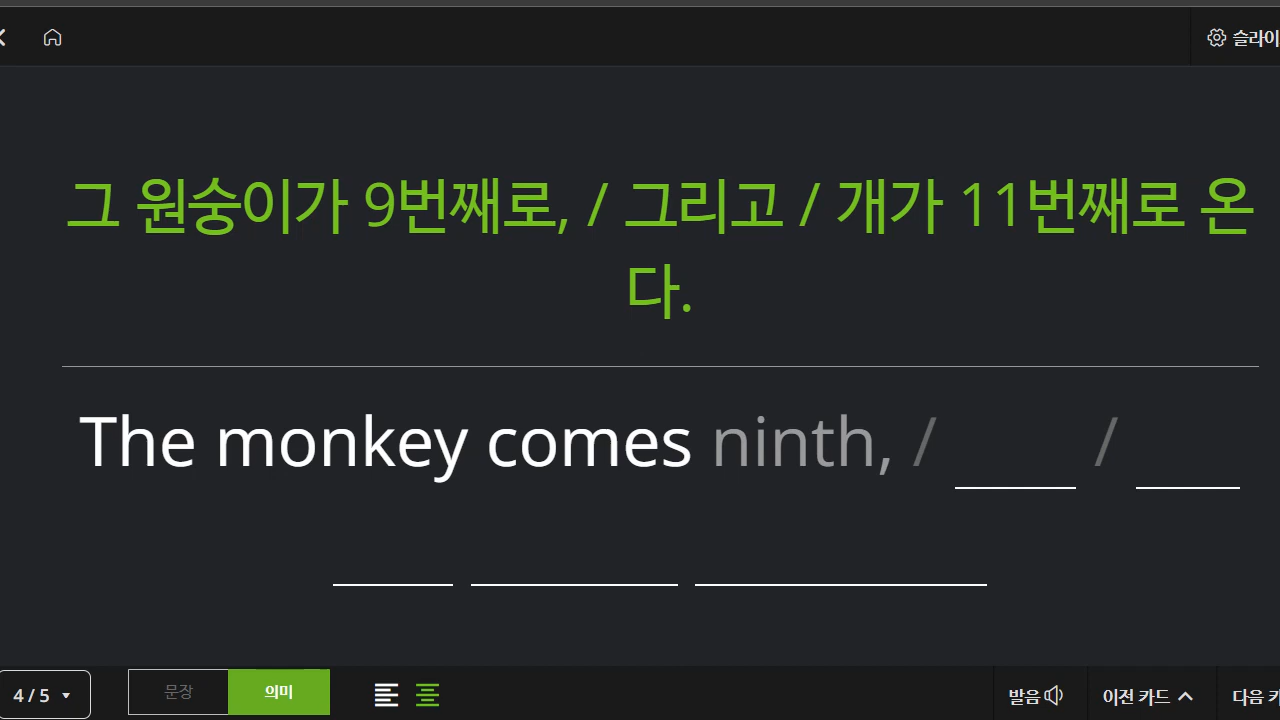 슬라이
그 원숭이가 9번째로, / 그리고 / 개가 11번째로 온
다.
The monkey comes ninth, / /
4 / 5 문장 의미 발음 이전 카드 다음 카